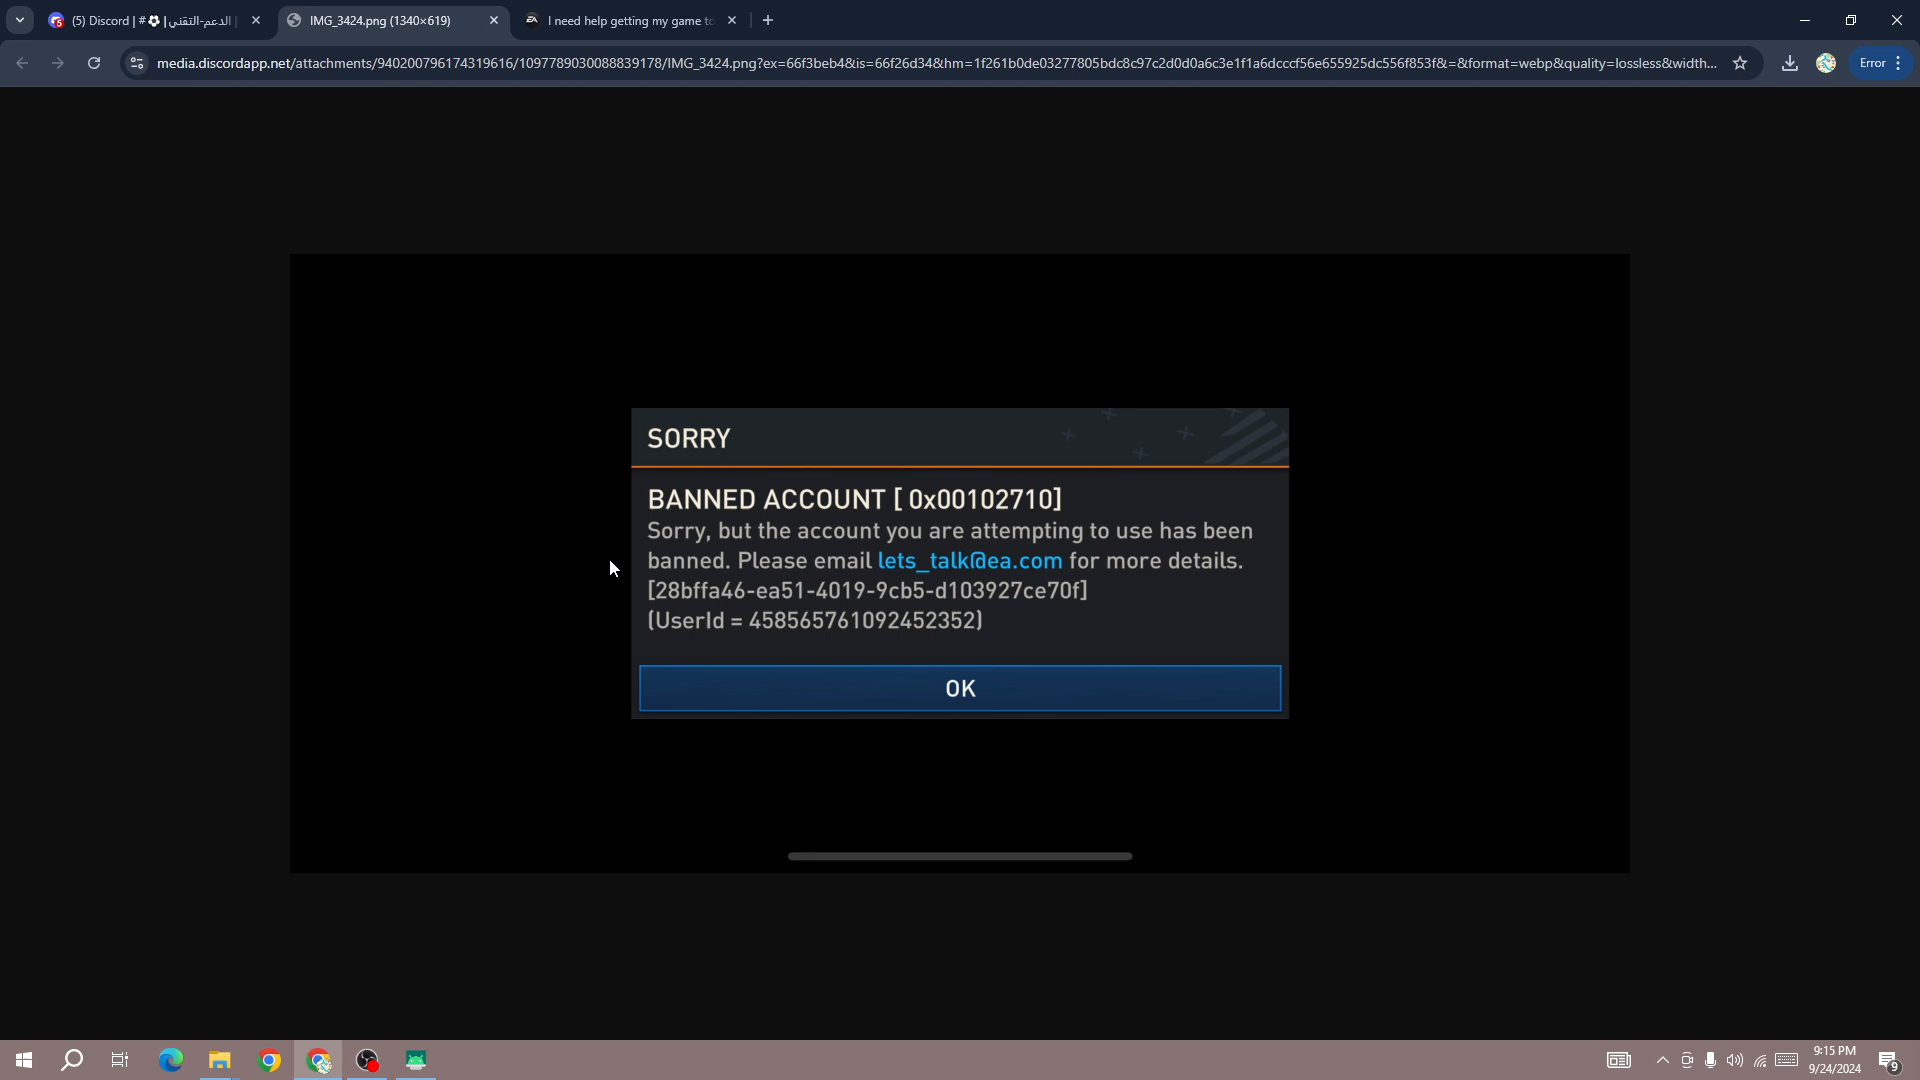 (5) Discord | # ⚽ | الدعم-التقني
IMG_3424.png (1340×619)
I need help getting my game to
media.discordapp.net/attachments/940200796174319616/1097789030088839178/IMG_3424.png?ex=66f3beb4&is=66f26d34&hm=1f261b0de03277805bdc8c97c2d0d0a6c3e1f1a6dcccf56e655925dc556f853f&=&format=webp&quality=lossless&width...
Error
SORRY
BANNED ACCOUNT [ 0x00102710]
Sorry, but the account you are attempting to use has been
banned. Please email lets_talk@ea.com for more details.
[28bffa46-ea51-4019-9cb5-d103927ce70f]
(UserId = 458565761092452352)
OK
9:15 PM
9/24/2024
9